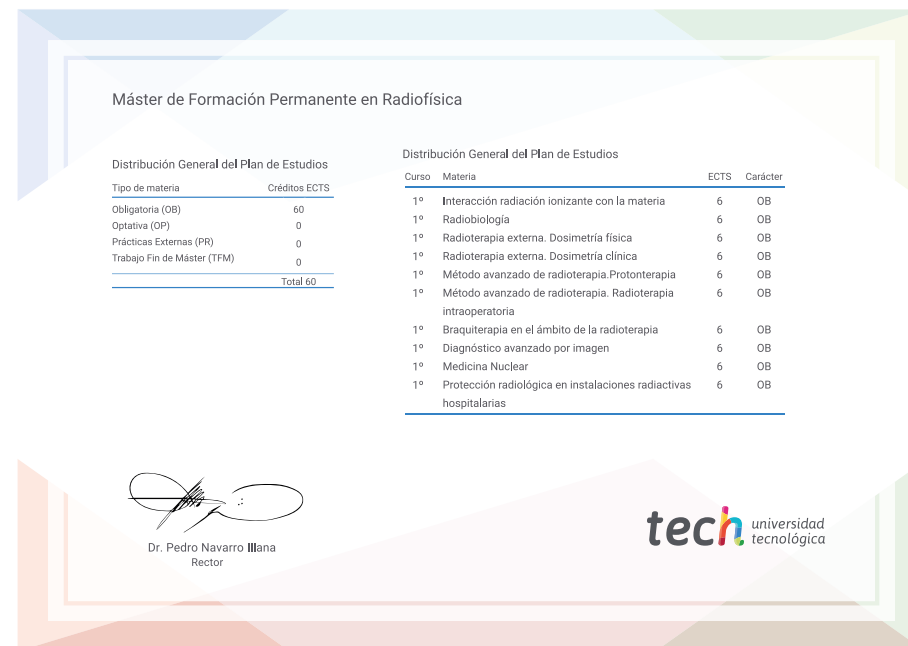 Máster de Formación Permanente en Radiofísica
Distribución General del Plan de Estudios
Tipo de materia Créditos ECTS
Obligatoria (OB) 60
Optativa (OP) 0
Prácticas Externas (PR) 0
Trabajo Fin de Máster (TFM) 0
Total 60
Distribución General del Plan de Estudios
Curso Materia ECTS Carácter
1º Interacción radiación ionizante con la materia 6 OB
1º Radiobiología 6 OB
1º Radioterapia externa. Dosimetría física 6 OB
1º Radioterapia externa. Dosimetría clínica 6 OB
1º Método avanzado de radioterapia.Protonterapia 6 OB
1º Método avanzado de radioterapia. Radioterapia 6 OB
intraoperatoria
1º Braquiterapia en el ámbito de la radioterapia 6 OB
1º Diagnóstico avanzado por imagen 6 OB
1º Medicina Nuclear 6 OB
1º Protección radiológica en instalaciones radiactivas 6 OB
hospitalarias
Dr. Pedro Navarro Illana
Rector
tech universidad
tecnológica